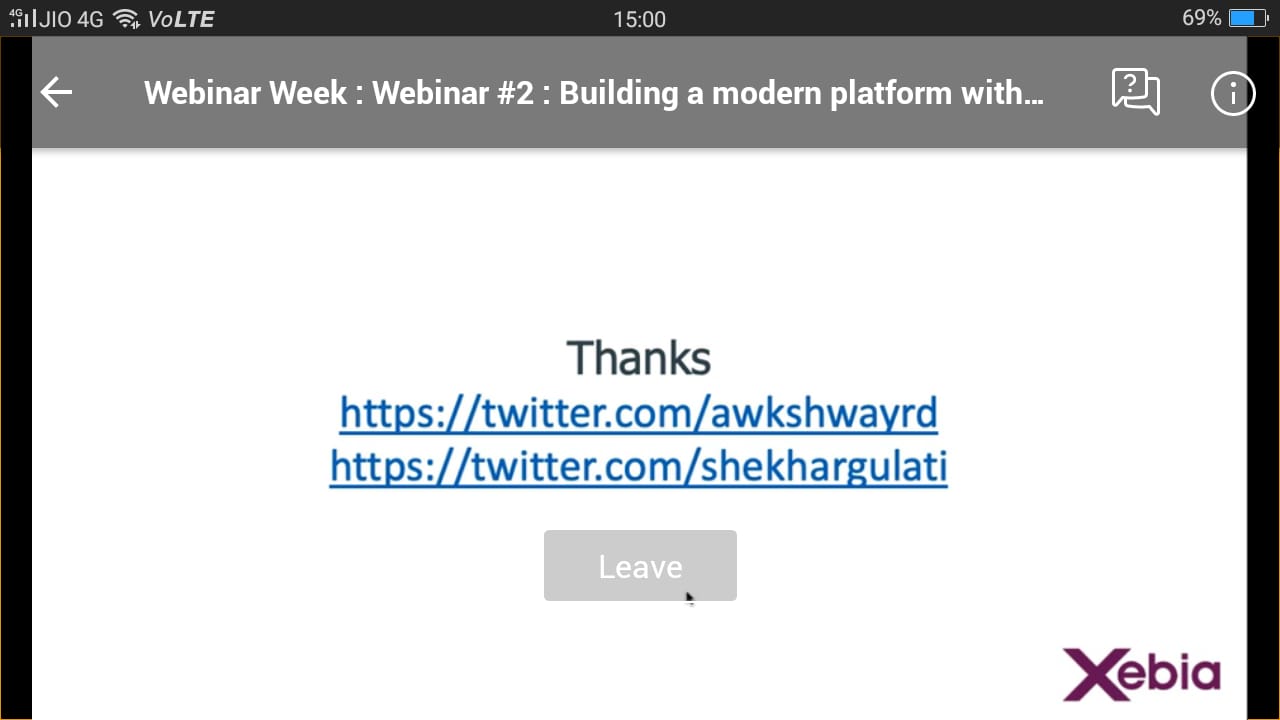 4G JIO 4G VoLTE 15:00 69%
Webinar Week : Webinar #2 : Building a modern platform with...
Thanks
https://twitter.com/awkshwayrd
https://twitter.com/shekhargulati
Leave
Xebia